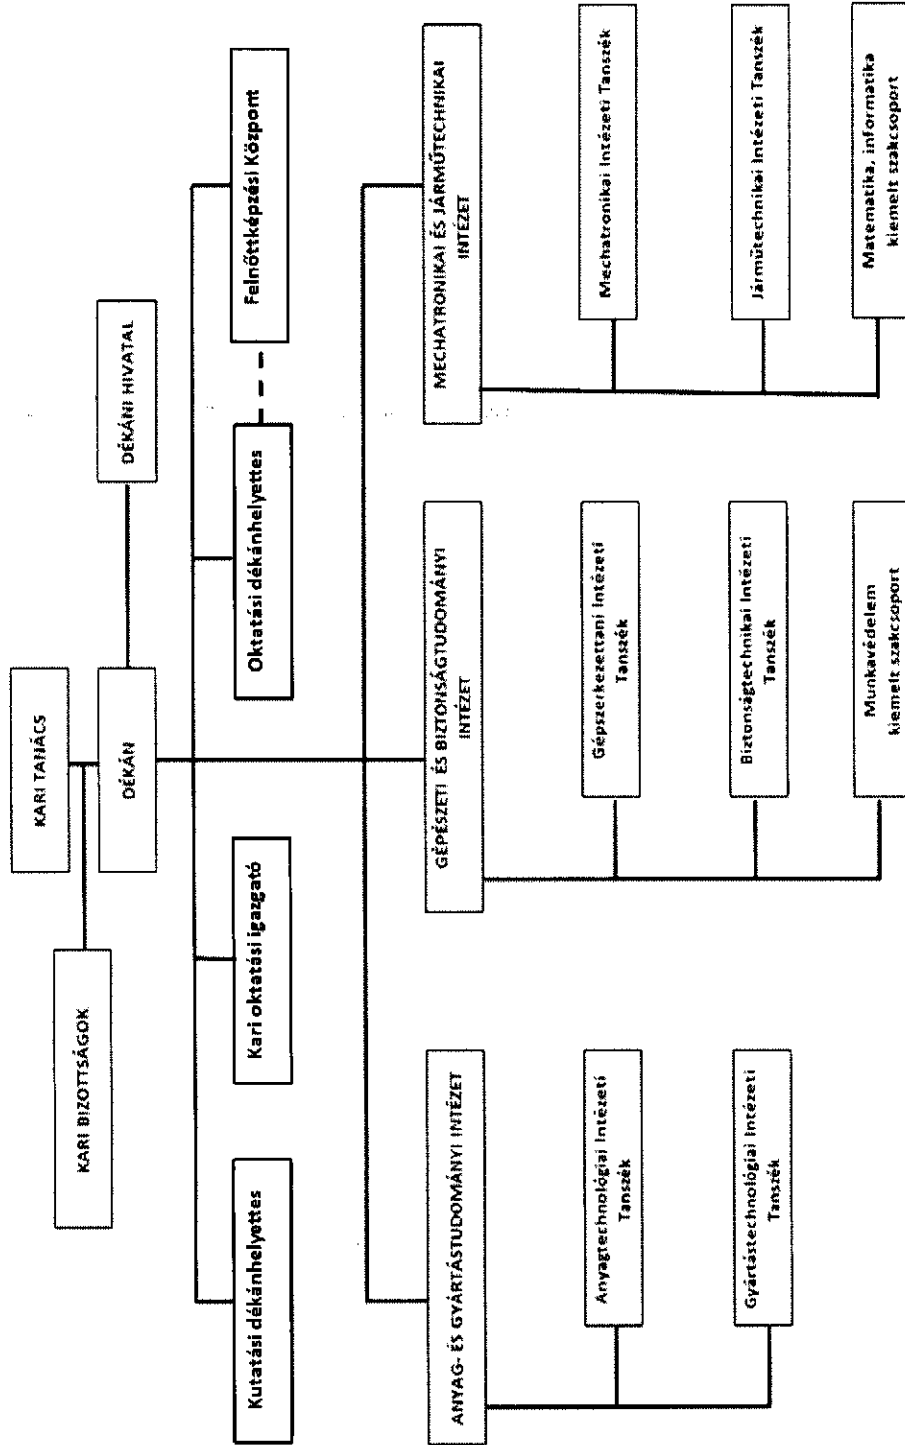 KARI TANÁCS
KARI BIZOTTSÁGOK
DÉKÁN
DÉKÁNI HIVATAL
Kutatási dékánhelyettes
Kari oktatási igazgató
Oktatási dékánhelyettes
Felnőttképzési Központ
ANYAG- ÉS GYÁRTÁSTUDOMÁNYI INTÉZET
Anyagtechnológiai Intézeti
Tanszék
Gyártástechnológiai Intézeti
Tanszék
GÉPÉSZETI ÉS BIZTONSÁGTUDOMÁNYI
INTÉZET
Gépszerkezettani Intézeti
Tanszék
Biztonságtechnikai Intézeti
Tanszék
Munkavédelem
kiemelt szakcsoport
MECHATRONIKAI ÉS JÁRMŰTECHNIKAI
INTÉZET
Mechatronikai Intézeti Tanszék
Járműtechnikai Intézeti Tanszék
Matematika, informatika
kiemelt szakcsoport